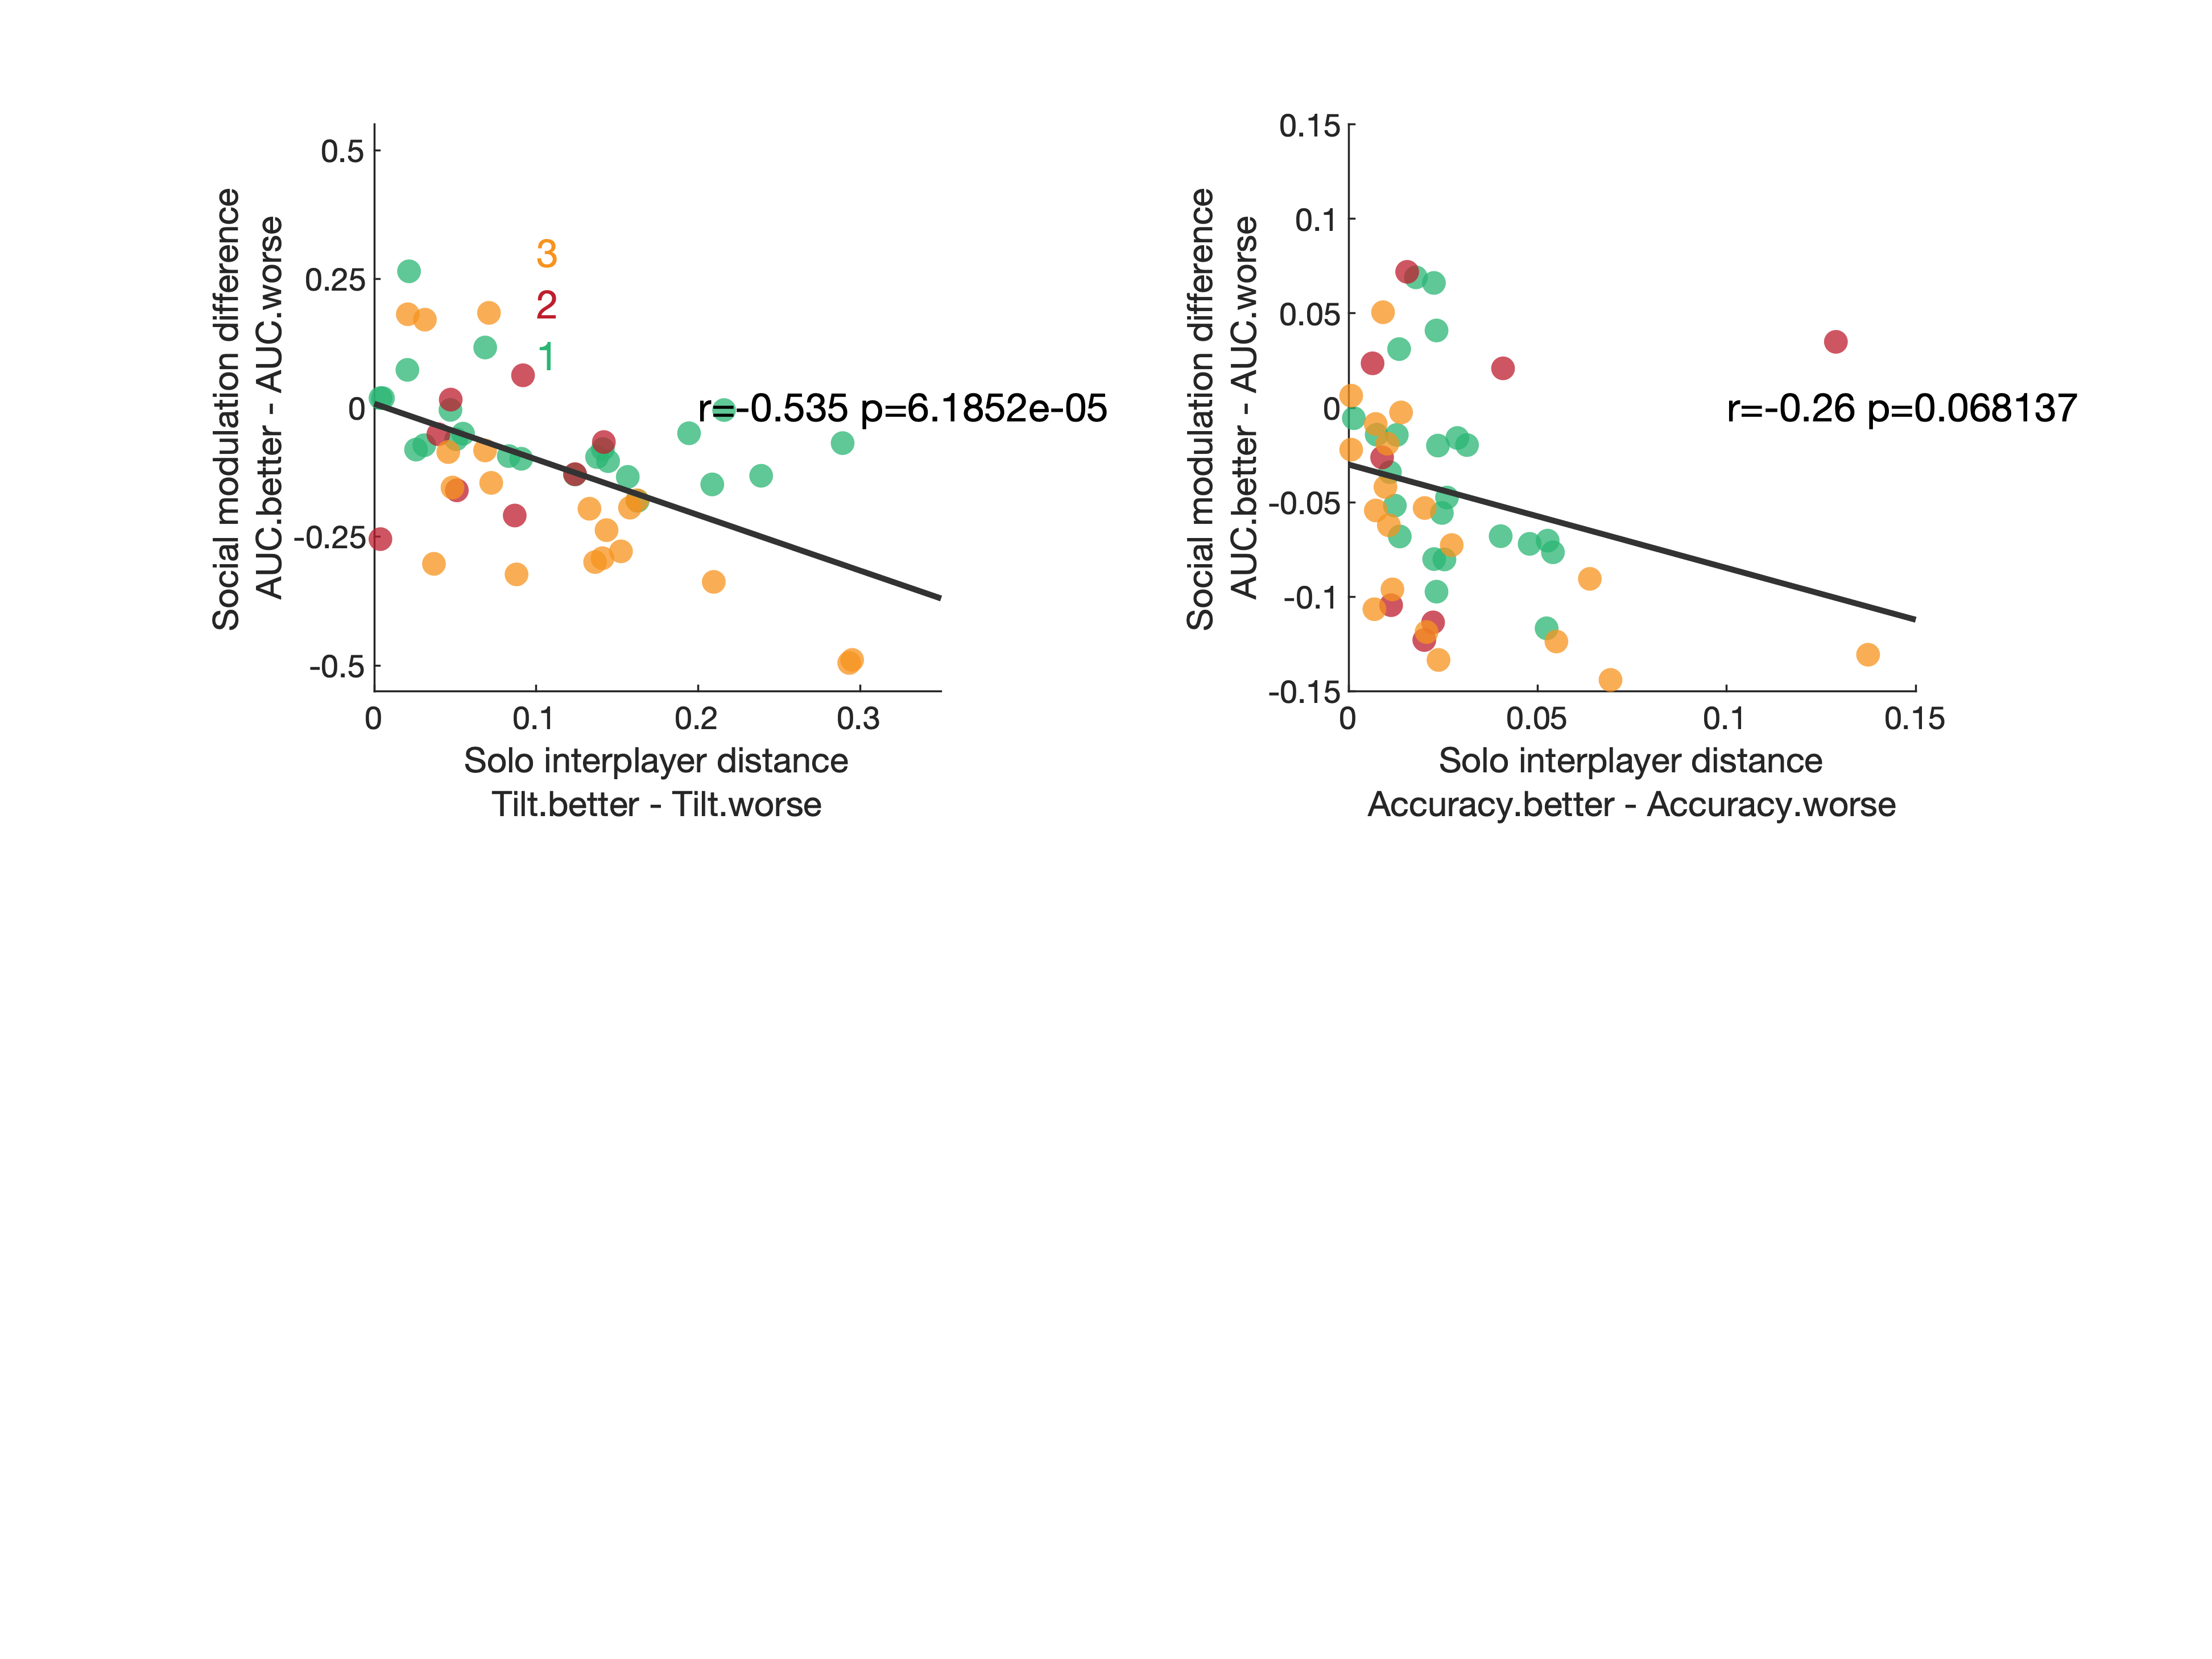 Social modulation difference
AUC.better - AUC.worse
0.5
0.25
0
-0.25
-0.5
3
2
1
r=-0.535 p=6.1852e-05
0
0.1
0.2
0.3
Solo interplayer distance
Tilt.better - Tilt.worse
Social modulation difference
AUC.better - AUC.worse
0.15
0.1
0.05
0
-0.05
-0.1
-0.15
r=-0.26 p=0.068137
0
0.05
0.1
0.15
Solo interplayer distance
Accuracy.better - Accuracy.worse